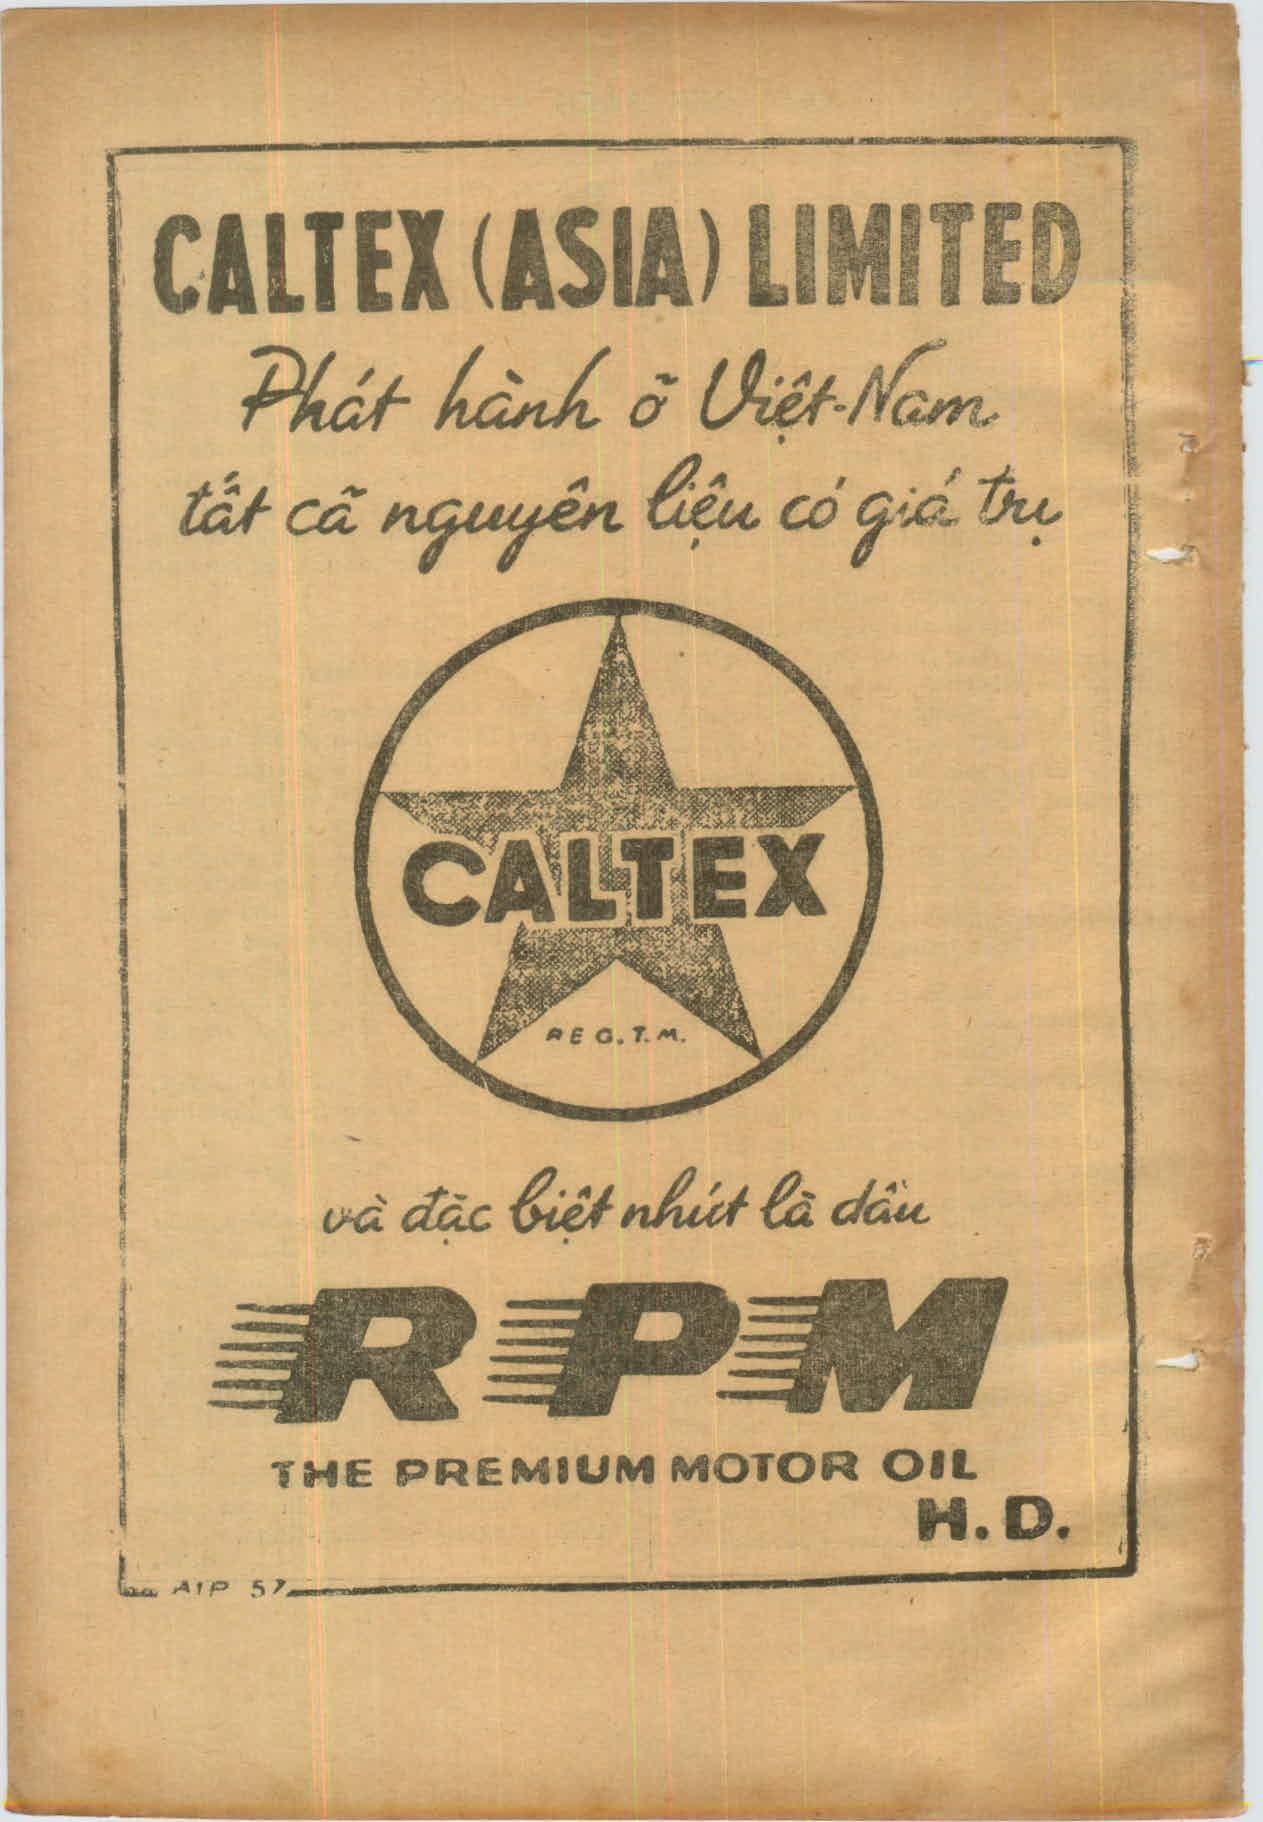 CALTEX (ASIA) LIMITED
Phát hành õ Việt-Nam
tất cã nguyên liệu có giá trị
CALTEX
REG.T.M.
và đặc biệt nhứt là dầu
RPM
THE PREMIUM MOTOR OIL
H.D.
AIP 57